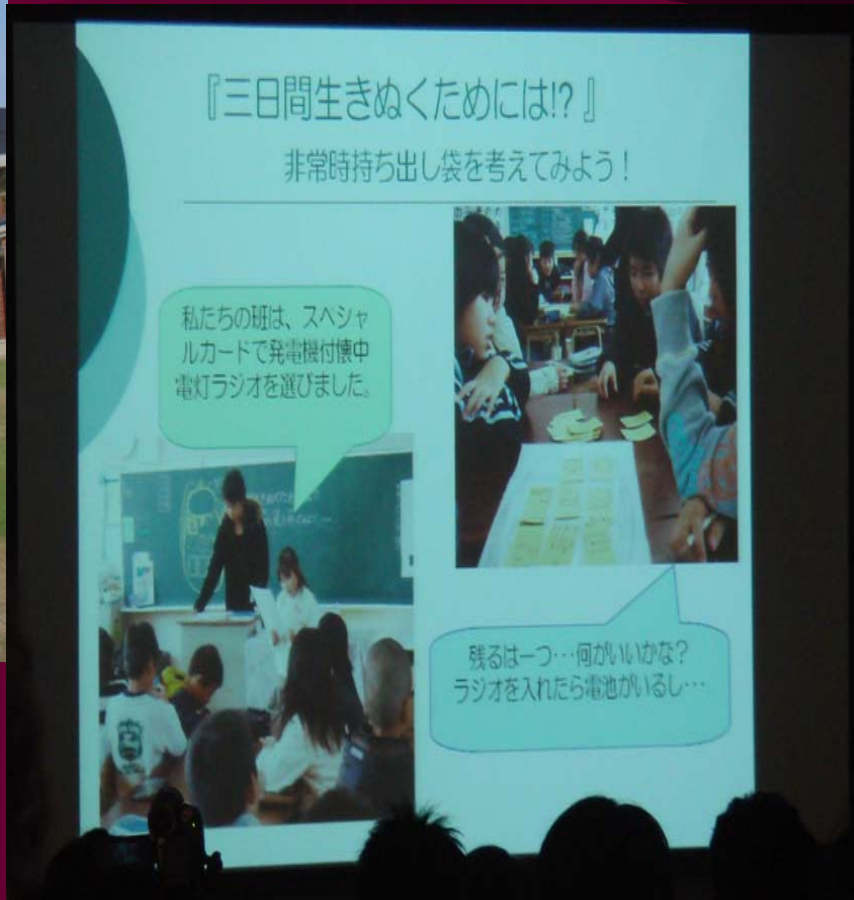 『三日間生きぬくためには!?』
非常時持ち出し袋を考えてみよう！
私たちの班は、スペシャ
ルカードで発電機付懐中
電灯ラジオを選びました。
残るは一つ…何がいいかな？
ラジオを入れたら電池がいるし…